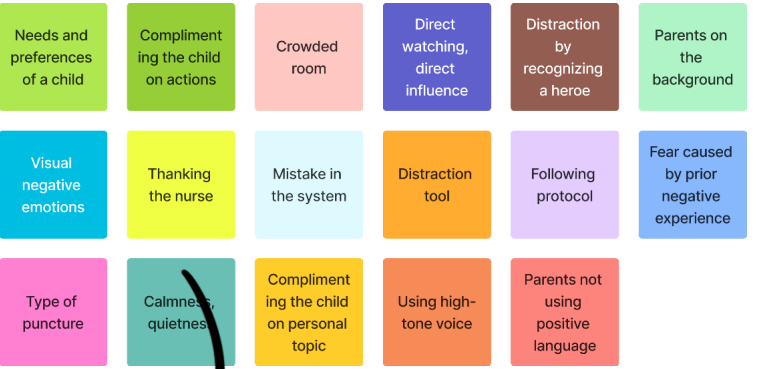 Needs and
preferences
of a child
Compliment
ing the child
on actions
Crowded
room
Direct
watching,
direct
influence
Distraction
by
recognizing
a heroe
Parents on
the
background
Visual
negative
emotions
Thanking
the nurse
Mistake in
the system
Distraction
tool
Following
protocol
Fear caused
by prior
negative
experience
Type of
puncture
Calmness,
quietness
Compliment
ing the child
on personal
topic
Using high-
tone voice
Parents not
using
positive
language